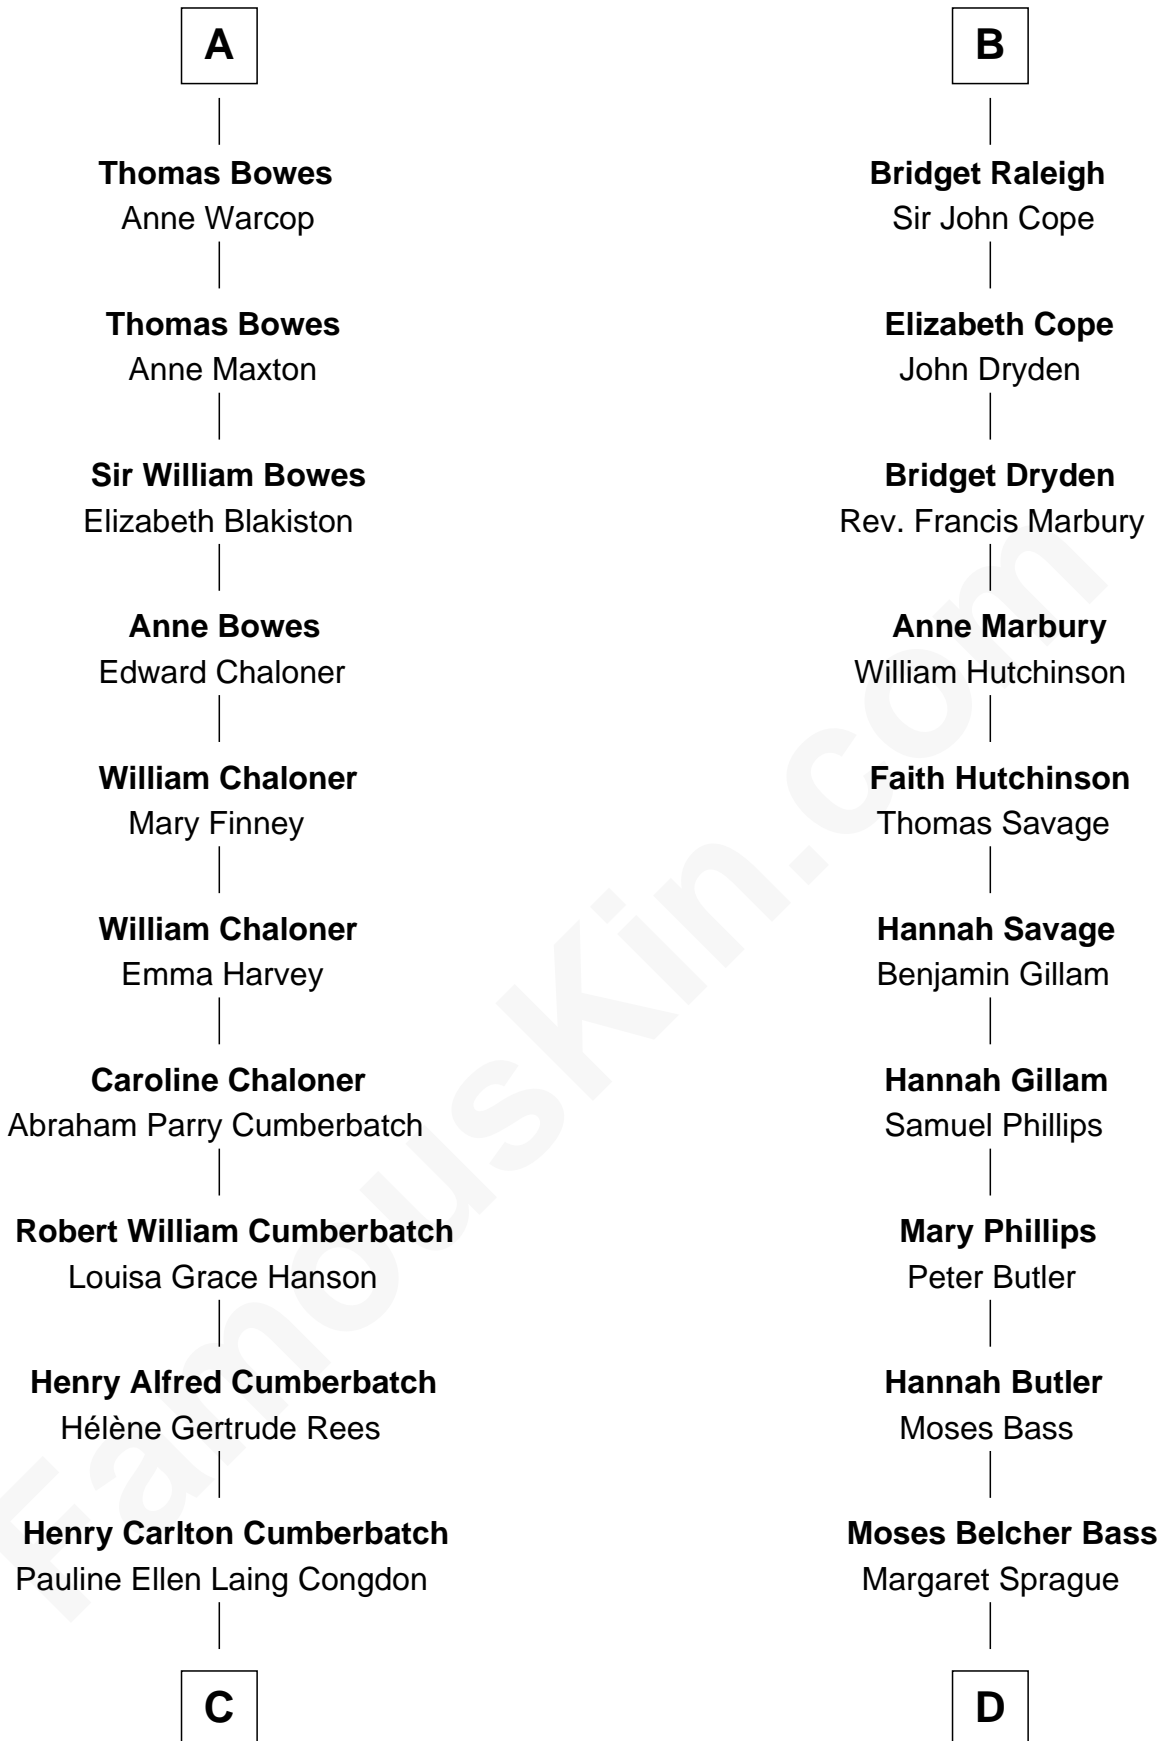 A
Thomas Bowes
Anne Warcop
Thomas Bowes
Anne Maxton
Sir William Bowes
Elizabeth Blakiston
Anne Bowes
Edward Chaloner
William Chaloner
Mary Finney
William Chaloner
Emma Harvey
Caroline Chaloner
Abraham Parry Cumberbatch
Robert William Cumberbatch
Louisa Grace Hanson
Henry Alfred Cumberbatch
Hélène Gertrude Rees
Henry Carlton Cumberbatch
Pauline Ellen Laing Congdon
C
B
Bridget Raleigh
Sir John Cope
Elizabeth Cope
John Dryden
Bridget Dryden
Rev. Francis Marbury
Anne Marbury
William Hutchinson
Faith Hutchinson
Thomas Savage
Hannah Savage
Benjamin Gillam
Hannah Gillam
Samuel Phillips
Mary Phillips
Peter Butler
Hannah Butler
Moses Bass
Moses Belcher Bass
Margaret Sprague
D
FamousKin.com